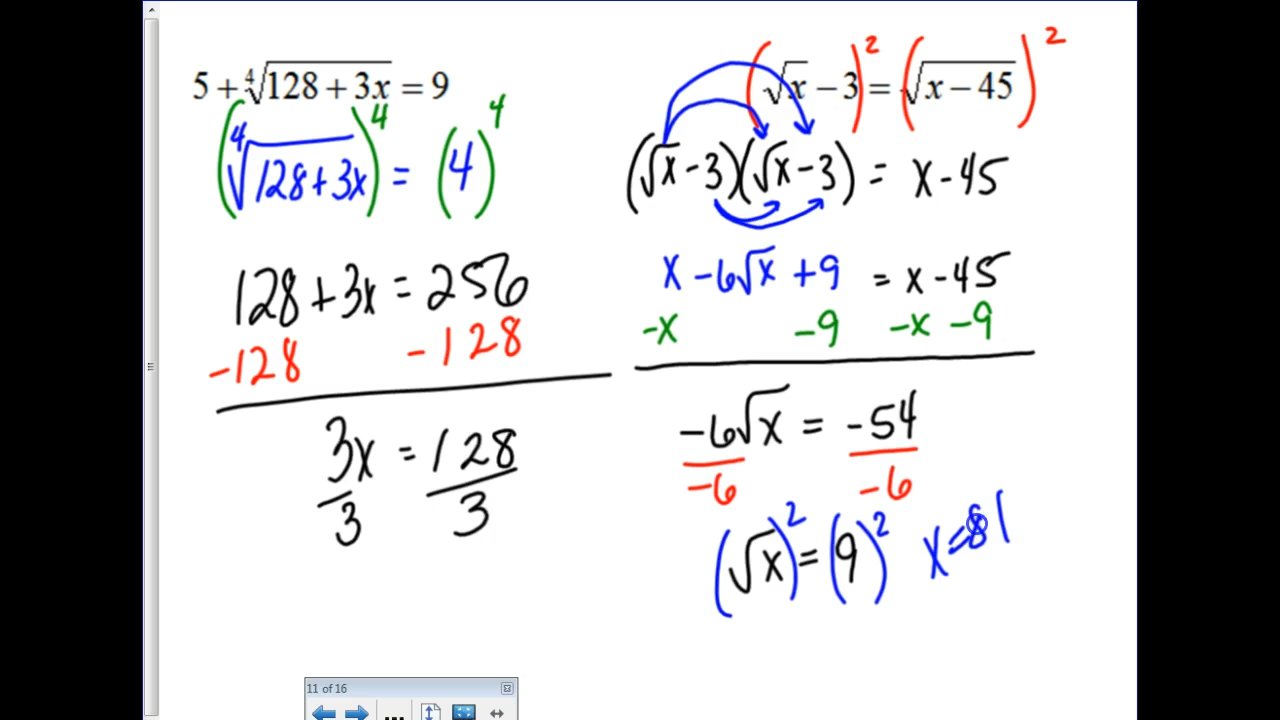 5 + ∜(128 + 3x) = 9
(∜(128+3x))⁴ = (4)⁴
128+3x = 256
-128 -128
3x = 128
3 3
(√x − 3)² = (√(x − 45))²
(√x -3)(√x -3) = x-45
x -6√x +9 = x-45
-x -9 -x -9
-6√x = -54
-6 -6
(√x)² = (9)² x=81
11 of 16